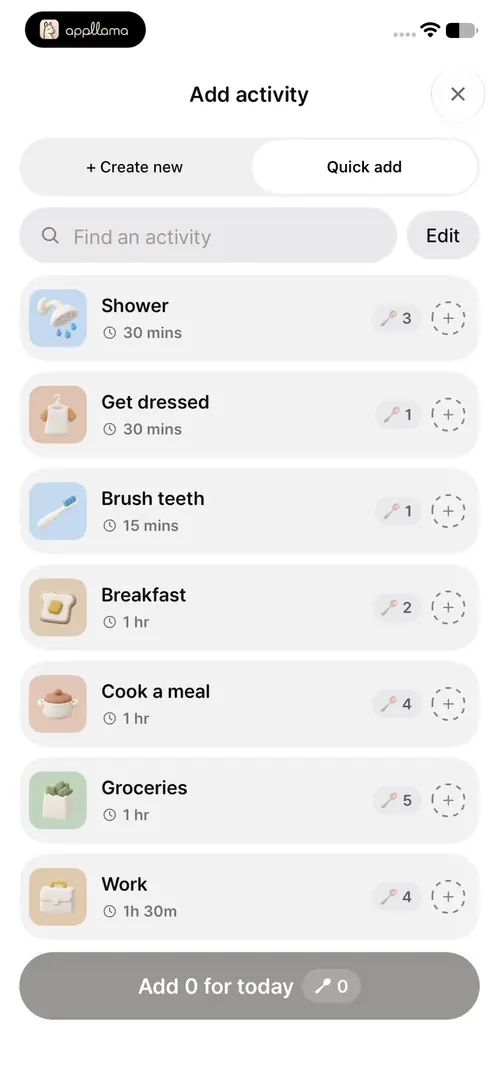 appllama
Add activity
+ Create new
Quick add
Find an activity
Edit
Shower
30 mins
3
Get dressed
30 mins
1
Brush teeth
15 mins
1
Breakfast
1 hr
2
Cook a meal
1 hr
4
Groceries
1 hr
5
Work
1h 30m
4
Add 0 for today 0